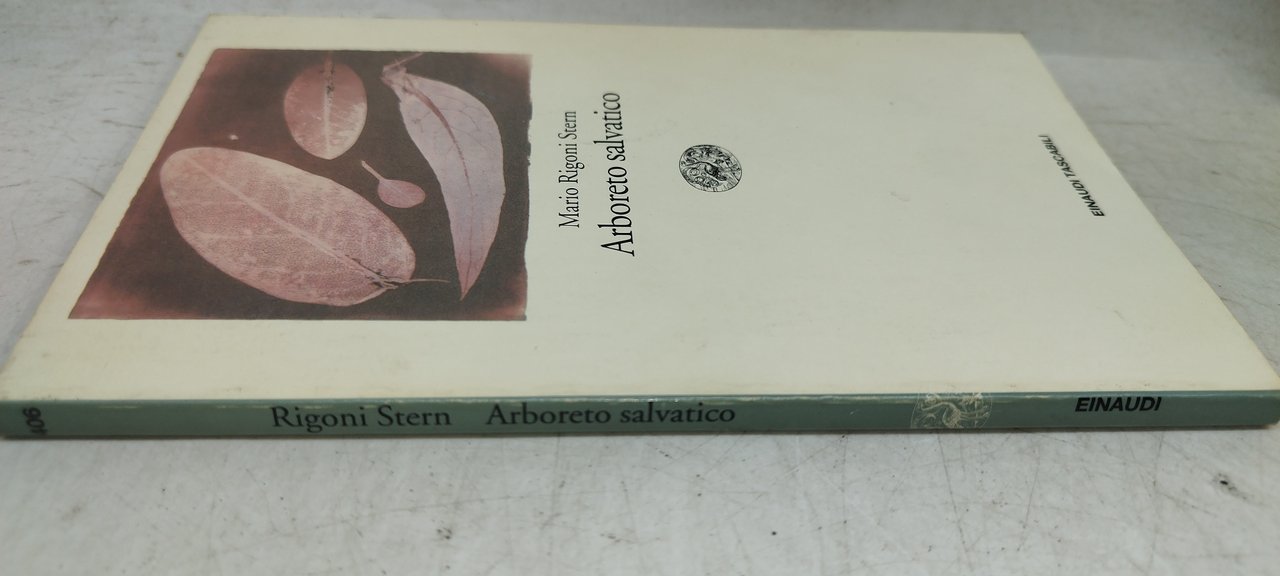 Mario Rigoni Stern
Arboreto salvatico
EINAUDI TASCABILI
406
Rigoni Stern Arboreto salvatico
EINAUDI